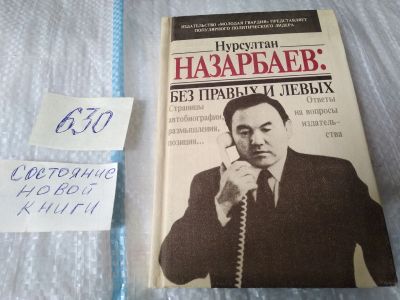 ИЗДАТЕЛЬСТВО «МОЛОДАЯ ГВАРДИЯ» ПРЕДСТАВЛЯЕТ
ПОПУЛЯРНОГО ПОЛИТИЧЕСКОГО ЛИДЕРА
Нурсултан
НАЗАРБАЕВ:
БЕЗ ПРАВЫХ И ЛЕВЫХ
Страницы
автобиографии,
размышления,
позиция...
Ответы
на вопросы
издатель-
ства
630
СОСТОЯНИЕ
НОВОЙ
КНИГИ